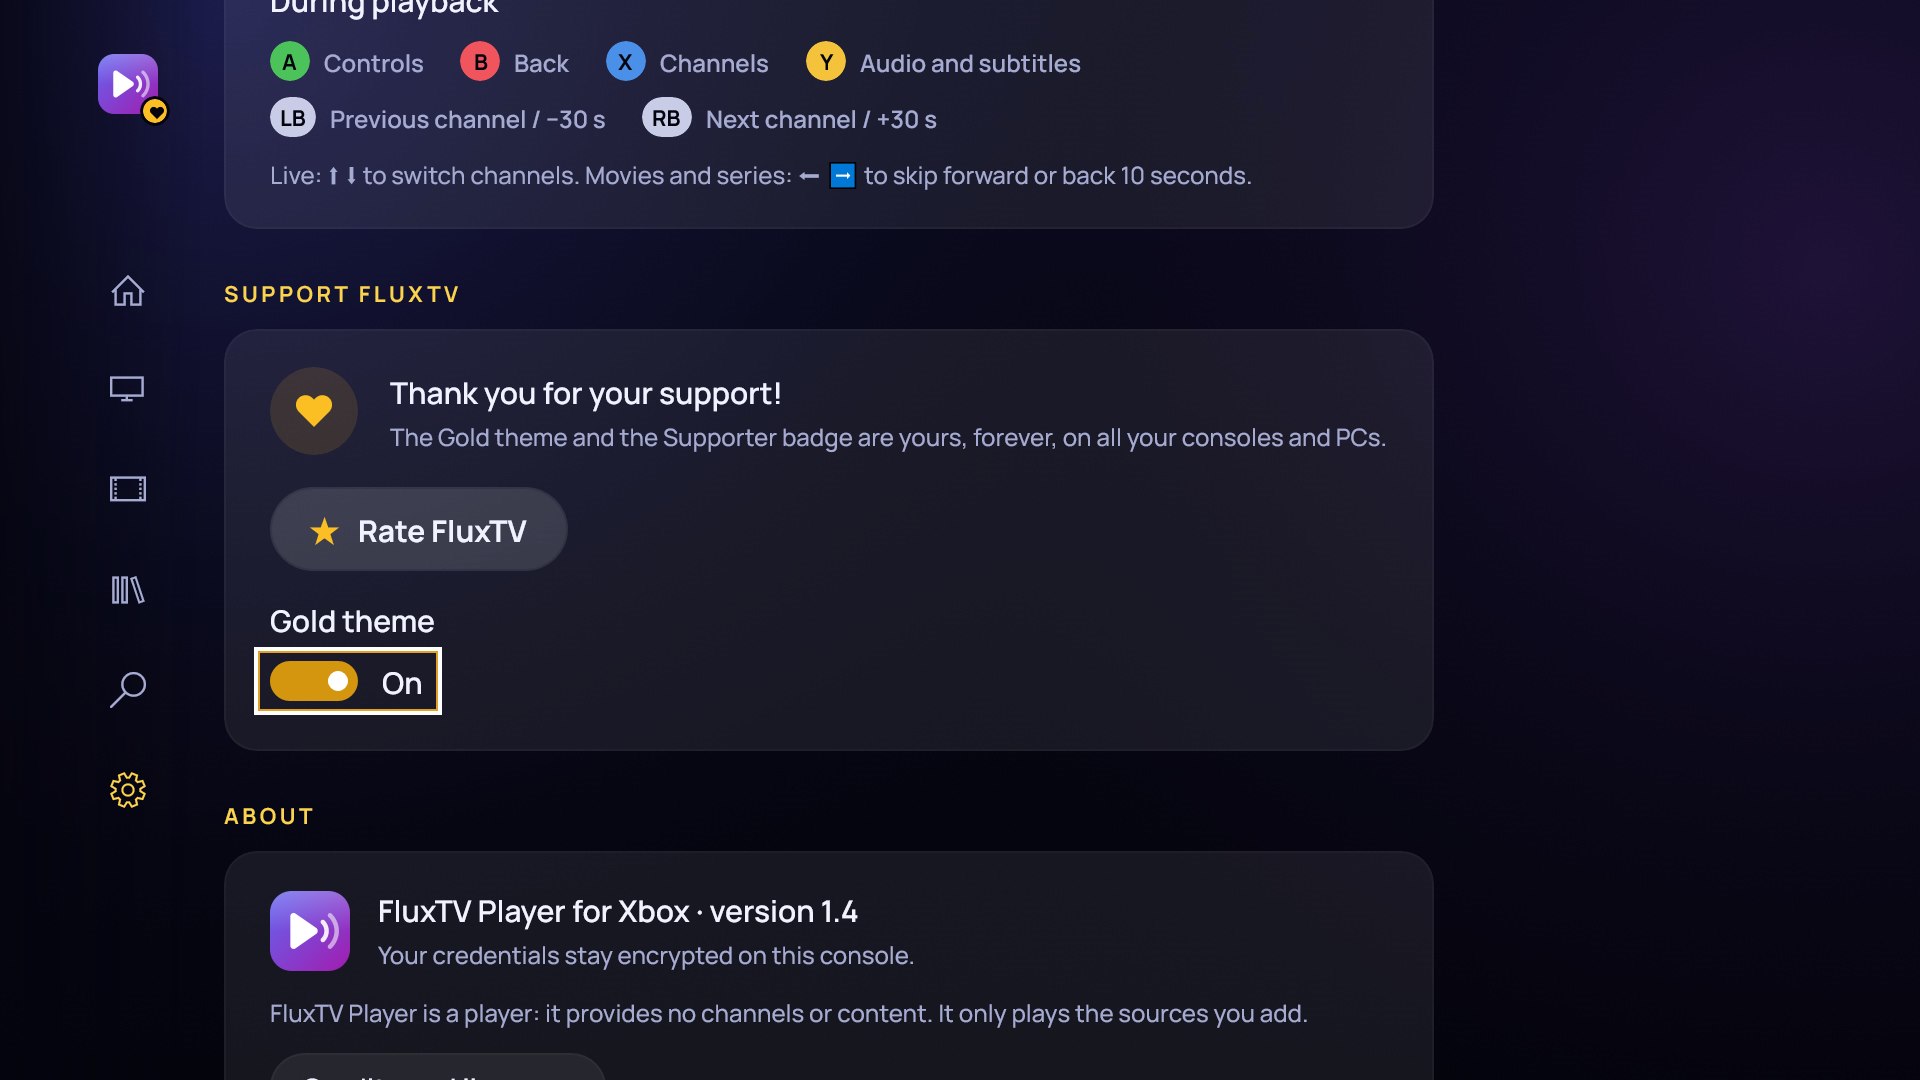 During playback
A Controls B Back X Channels Y Audio and subtitles
LB Previous channel / −30 s RB Next channel / +30 s
Live: ⬆ ⬇ to switch channels. Movies and series: ⬅ ➡ to skip forward or back 10 seconds.
SUPPORT FLUXTV
Thank you for your support!
The Gold theme and the Supporter badge are yours, forever, on all your consoles and PCs.
Rate FluxTV
Gold theme
On
ABOUT
FluxTV Player for Xbox · version 1.4
Your credentials stay encrypted on this console.
FluxTV Player is a player: it provides no channels or content. It only plays the sources you add.